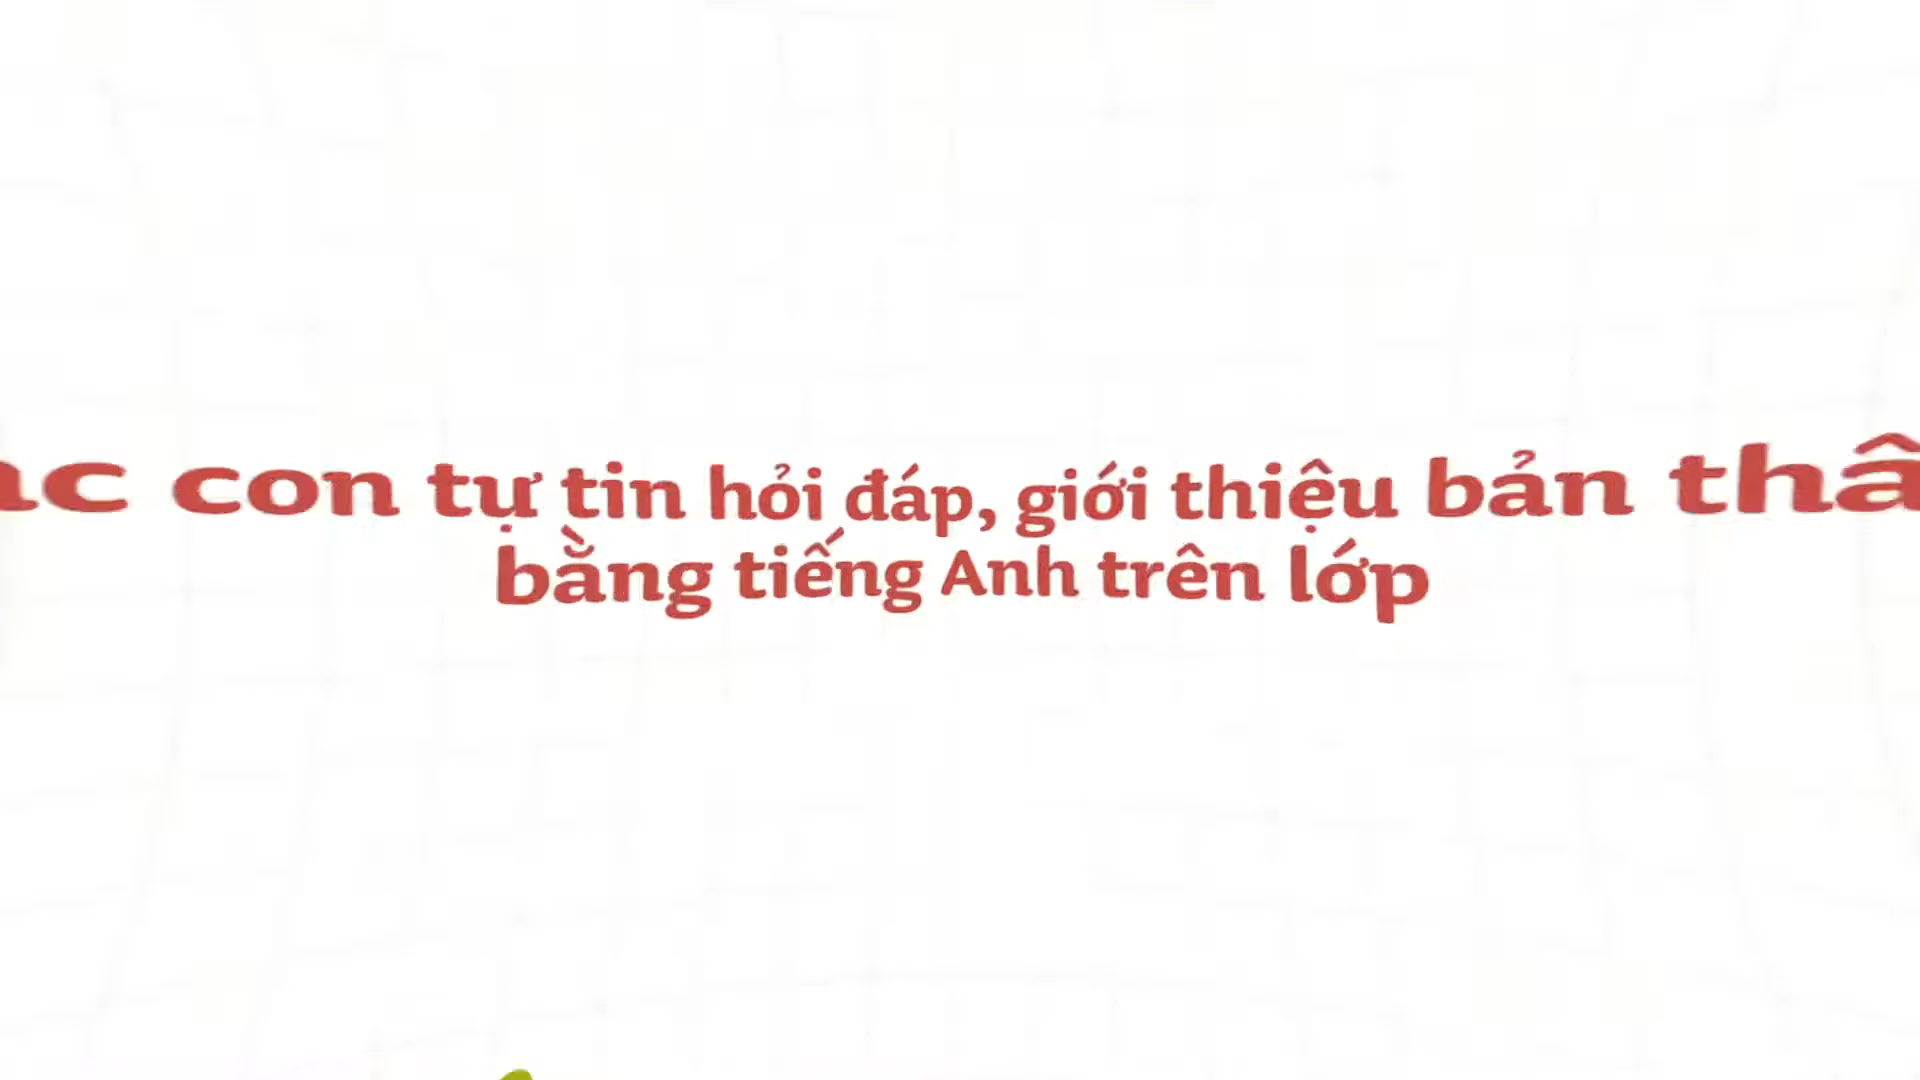 con tự tin hỏi đáp, giới thiệu bản
bằng tiếng Anh trên lớp